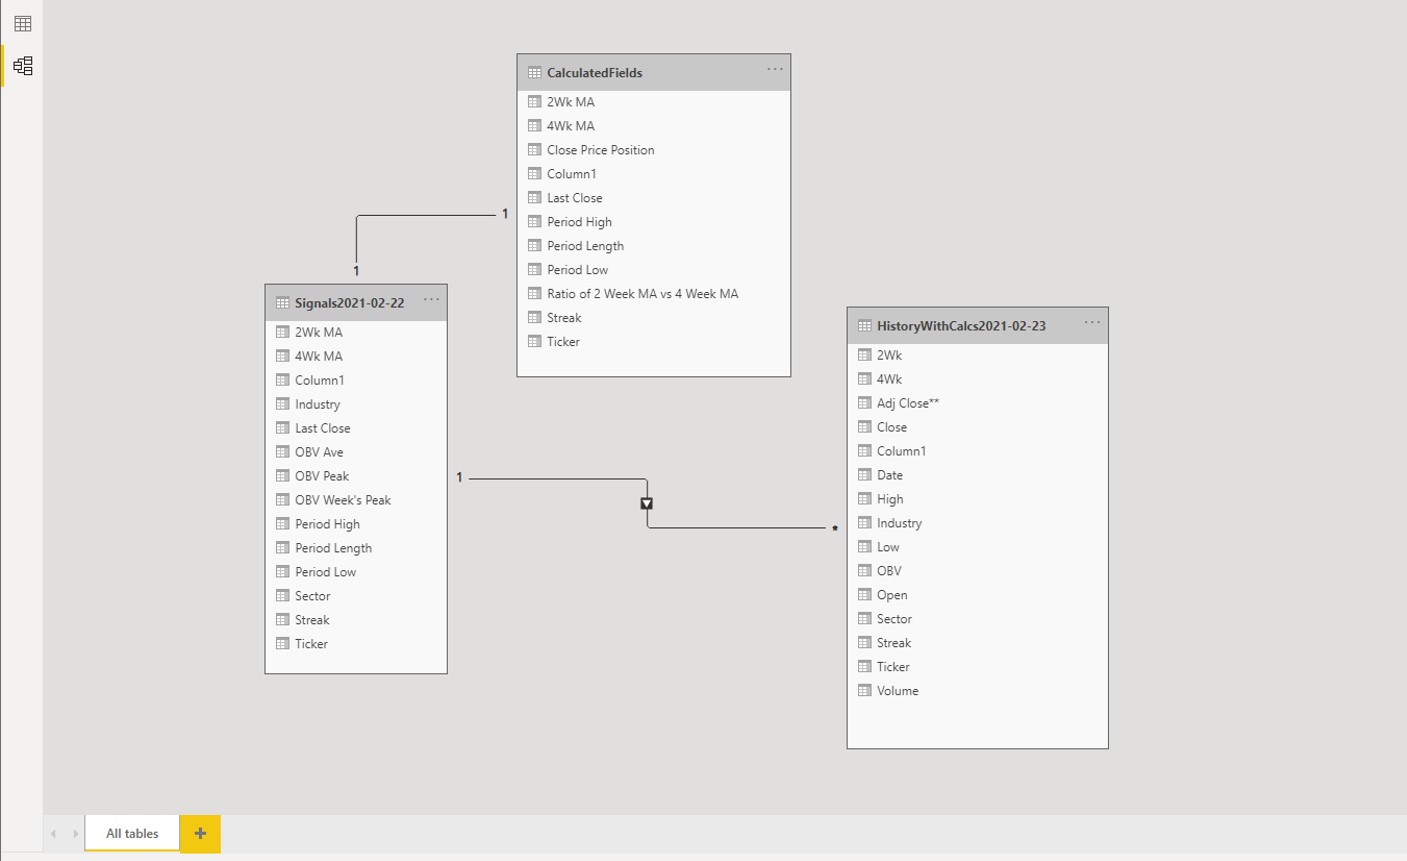 CalculatedFields
2Wk MA
4Wk MA
Close Price Position
Column1
Last Close
Period High
Period Length
Period Low
Ratio of 2 Week MA vs 4 Week MA
Streak
Ticker
1
1
Signals2021-02-22
2Wk MA
4Wk MA
Column1
Industry
Last Close
OBV Ave
OBV Peak
OBV Week's Peak
Period High
Period Length
Period Low
Sector
Streak
Ticker
1
*
HistoryWithCalcs2021-02-23
2Wk
4Wk
Adj Close**
Close
Column1
Date
High
Industry
Low
OBV
Open
Sector
Streak
Ticker
Volume
All tables
+